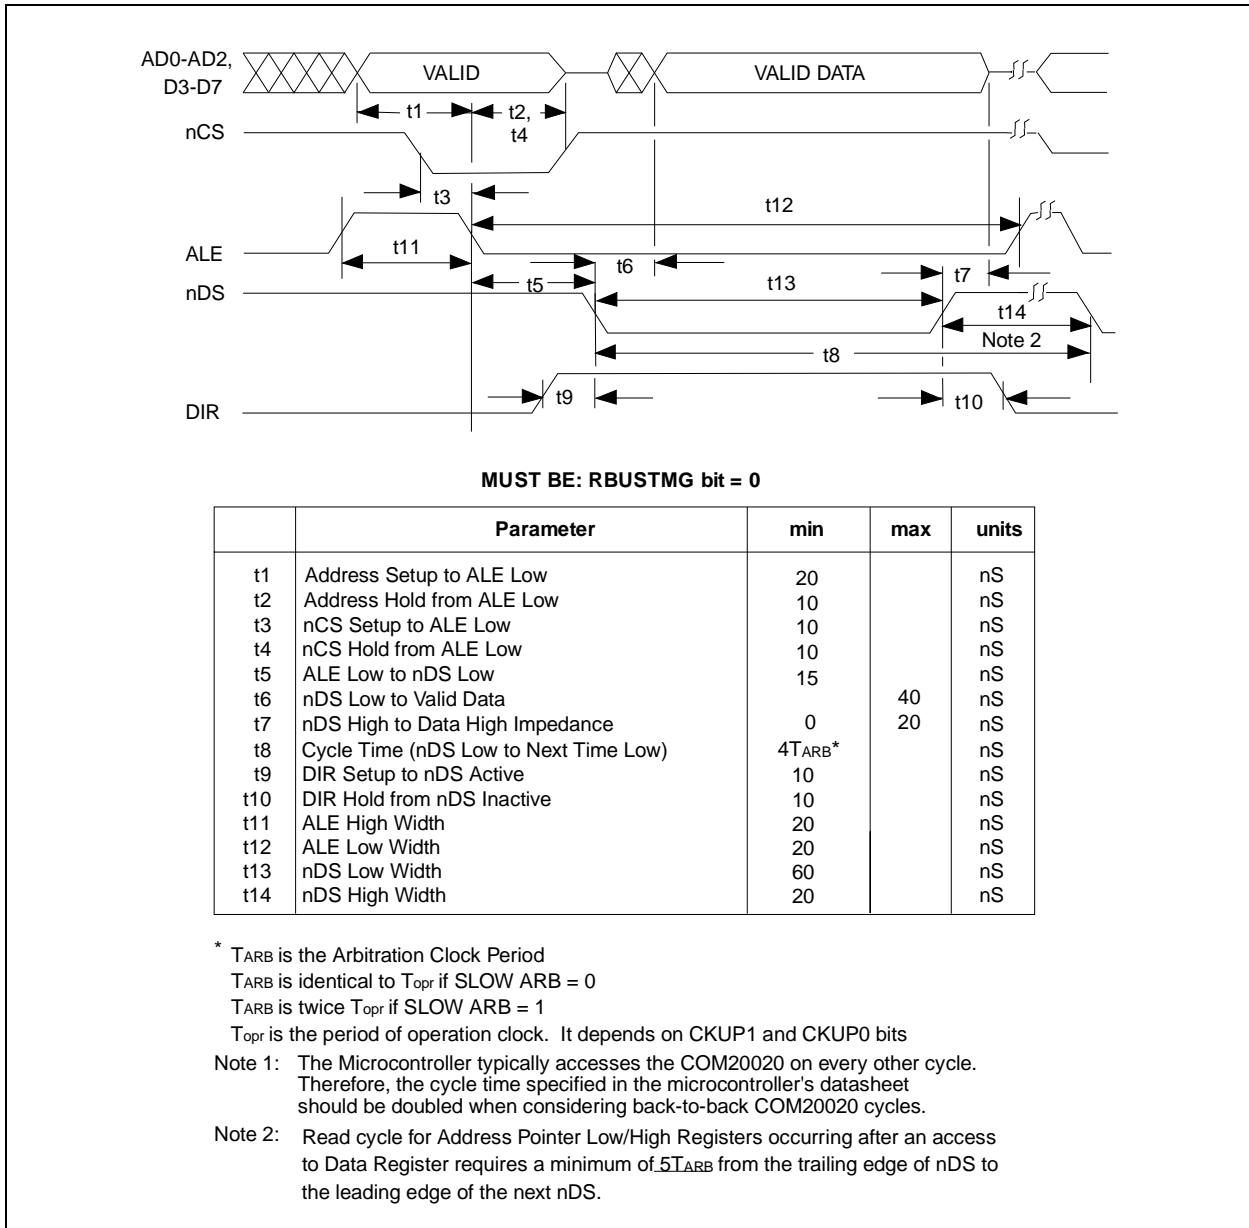 AD0-AD2,
D3-D7
VALID
VALID DATA
t1
t2,
t4
nCS
t3
t12
ALE
t11
t6
t7
nDS
t5
t13
t14
Note 2
t8
DIR
t9
t10
MUST BE: RBUSTMG bit = 0
Parameter min max units
t1 Address Setup to ALE Low 20 nS
t2 Address Hold from ALE Low 10 nS
t3 nCS Setup to ALE Low 10 nS
t4 nCS Hold from ALE Low 10 nS
t5 ALE Low to nDS Low 15 nS
t6 nDS Low to Valid Data 40 nS
t7 nDS High to Data High Impedance 0 20 nS
t8 Cycle Time (nDS Low to Next Time Low) 4TARB* nS
t9 DIR Setup to nDS Active 10 nS
t10 DIR Hold from nDS Inactive 10 nS
t11 ALE High Width 20 nS
t12 ALE Low Width 20 nS
t13 nDS Low Width 60 nS
t14 nDS High Width 20 nS
* TARB is the Arbitration Clock Period
TARB is identical to Topr if SLOW ARB = 0
TARB is twice Topr if SLOW ARB = 1
Topr is the period of operation clock. It depends on CKUP1 and CKUP0 bits
Note 1: The Microcontroller typically accesses the COM20020 on every other cycle.
Therefore, the cycle time specified in the microcontroller's datasheet
should be doubled when considering back-to-back COM20020 cycles.
Note 2: Read cycle for Address Pointer Low/High Registers occurring after an access
to Data Register requires a minimum of 5TARB from the trailing edge of nDS to
the leading edge of the next nDS.